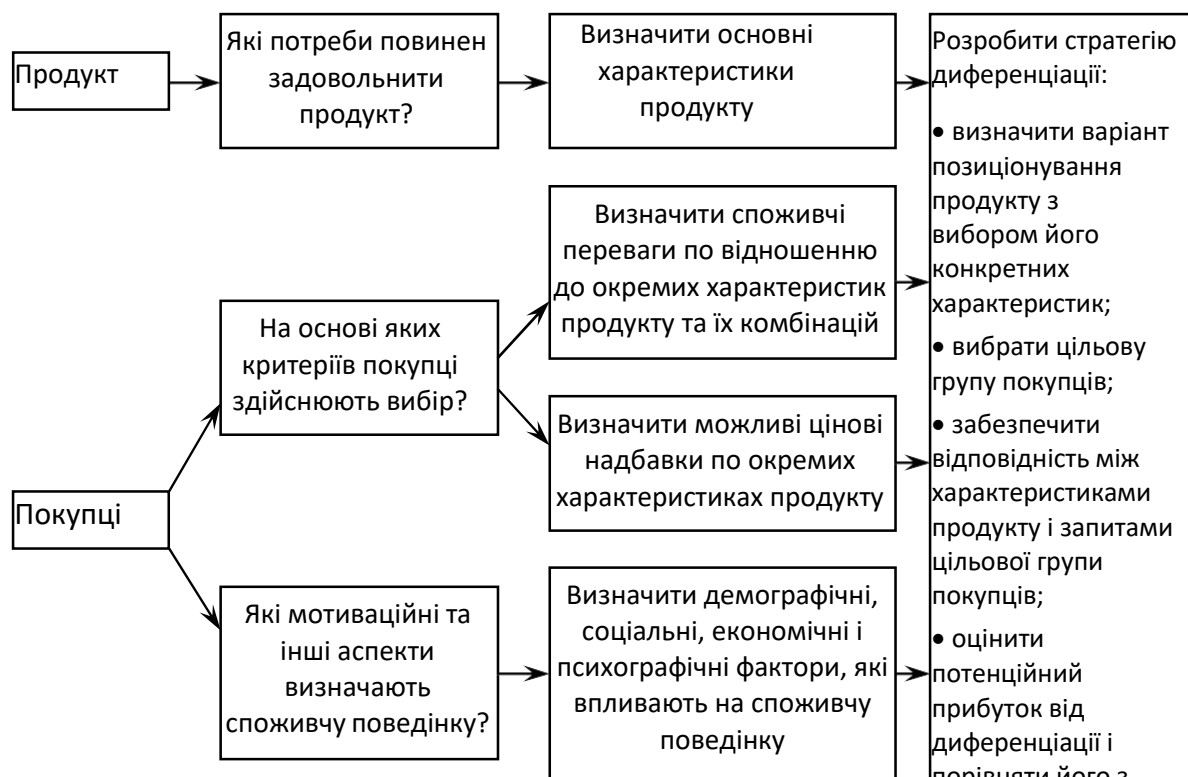 Продукт
Які потреби повинен
задовольнити
продукт?
Визначити основні
характеристики
продукту
Покупці
На основі яких
критеріїв покупці
здійснюють вибір?
Визначити споживчі
переваги по відношенню
до окремих характеристик
продукту та їх комбінацій
Визначити можливі цінові
надбавки по окремих
характеристиках продукту
Які мотиваційні та
інші аспекти
визначають
споживчу поведінку?
Визначити демографічні,
соціальні, економічні і
психографічні фактори, які
впливають на споживчу
поведінку
Розробити стратегію
диференціації:
• визначити варіант
позиціонування
продукту з
вибором його
конкретних
характеристик;
• вибрати цільову
групу покупців;
• забезпечити
відповідність між
характеристиками
продукту і запитами
цільової групи
покупців;
• оцінити
потенційний
прибуток від
диференціації і
порівняти його з